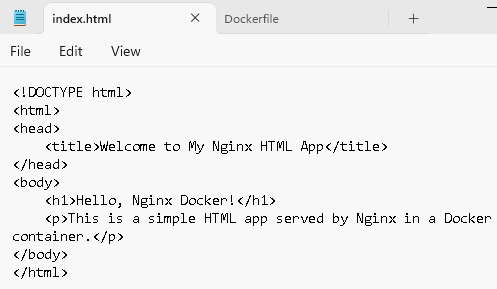 index.html Dockerfile
File Edit View
<!DOCTYPE html>
<html>
<head>
    <title>Welcome to My Nginx HTML App</title>
</head>
<body>
    <h1>Hello, Nginx Docker!</h1>
    <p>This is a simple HTML app served by Nginx in a Docker
container.</p>
</body>
</html>